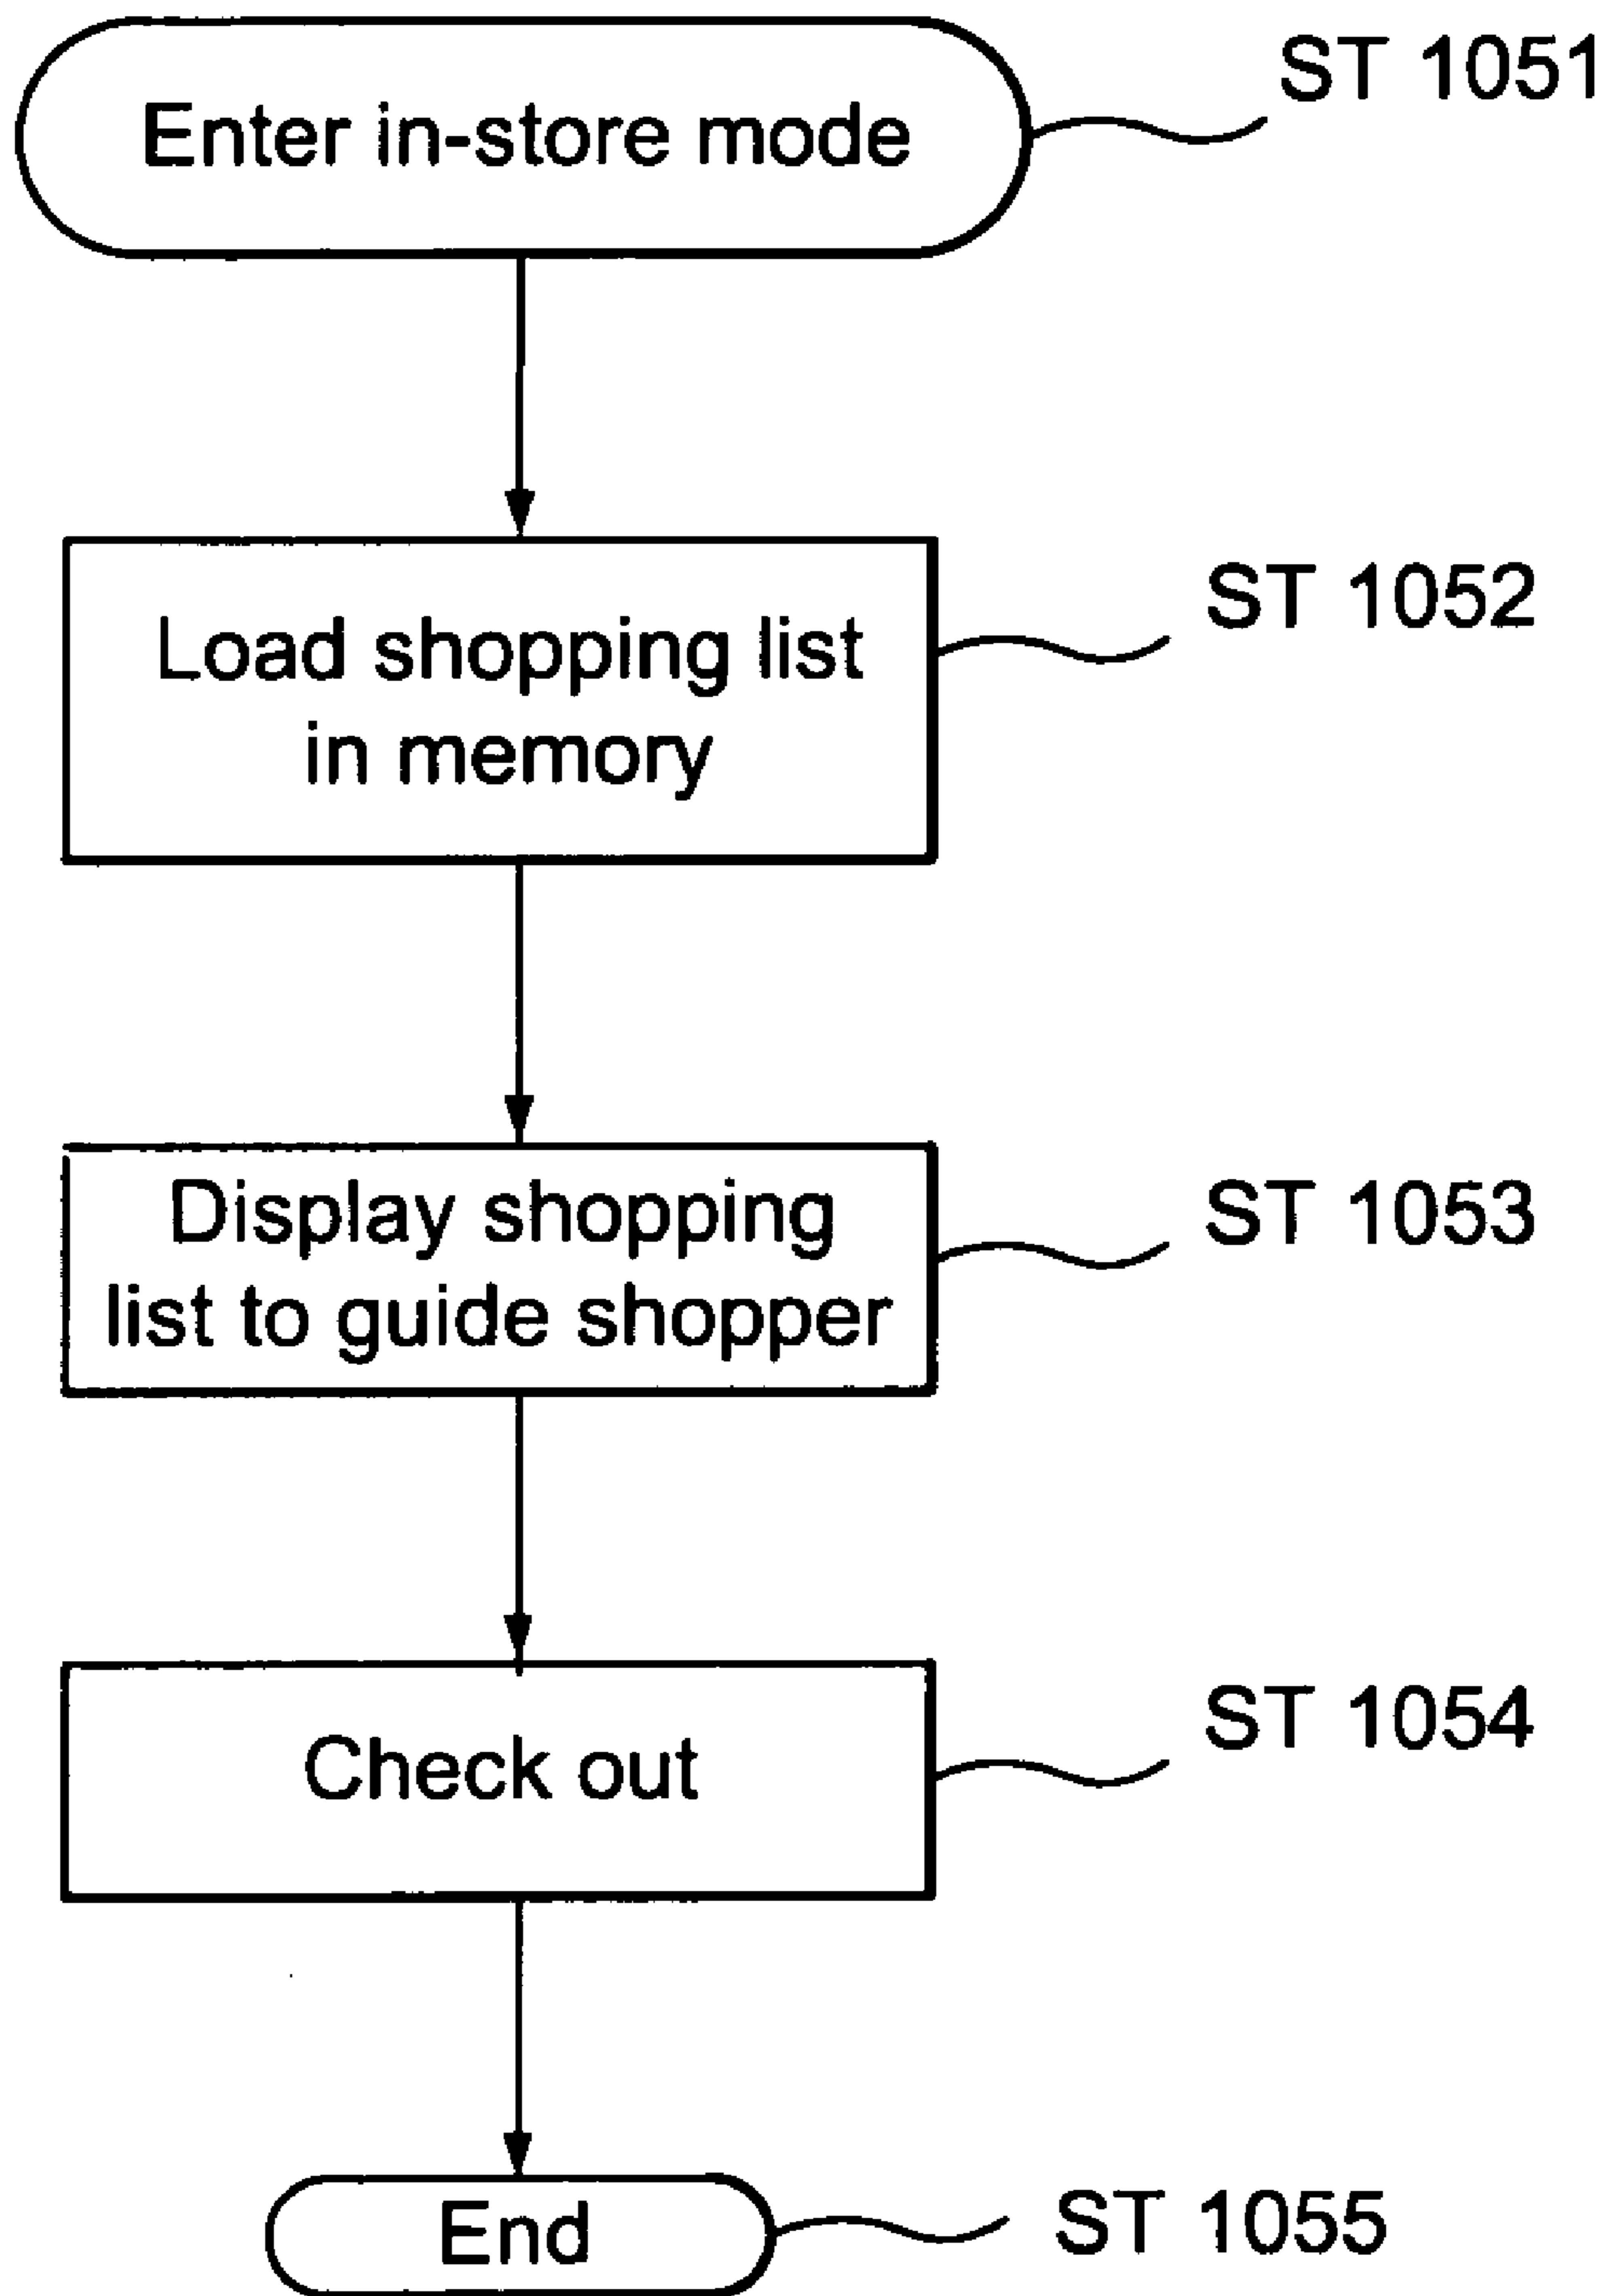 Enter in-store mode
ST 1051
Load shopping list
in memory
ST 1052
Display shopping
list to guide shopper
ST 1053
Check out
ST 1054
End
ST 1055